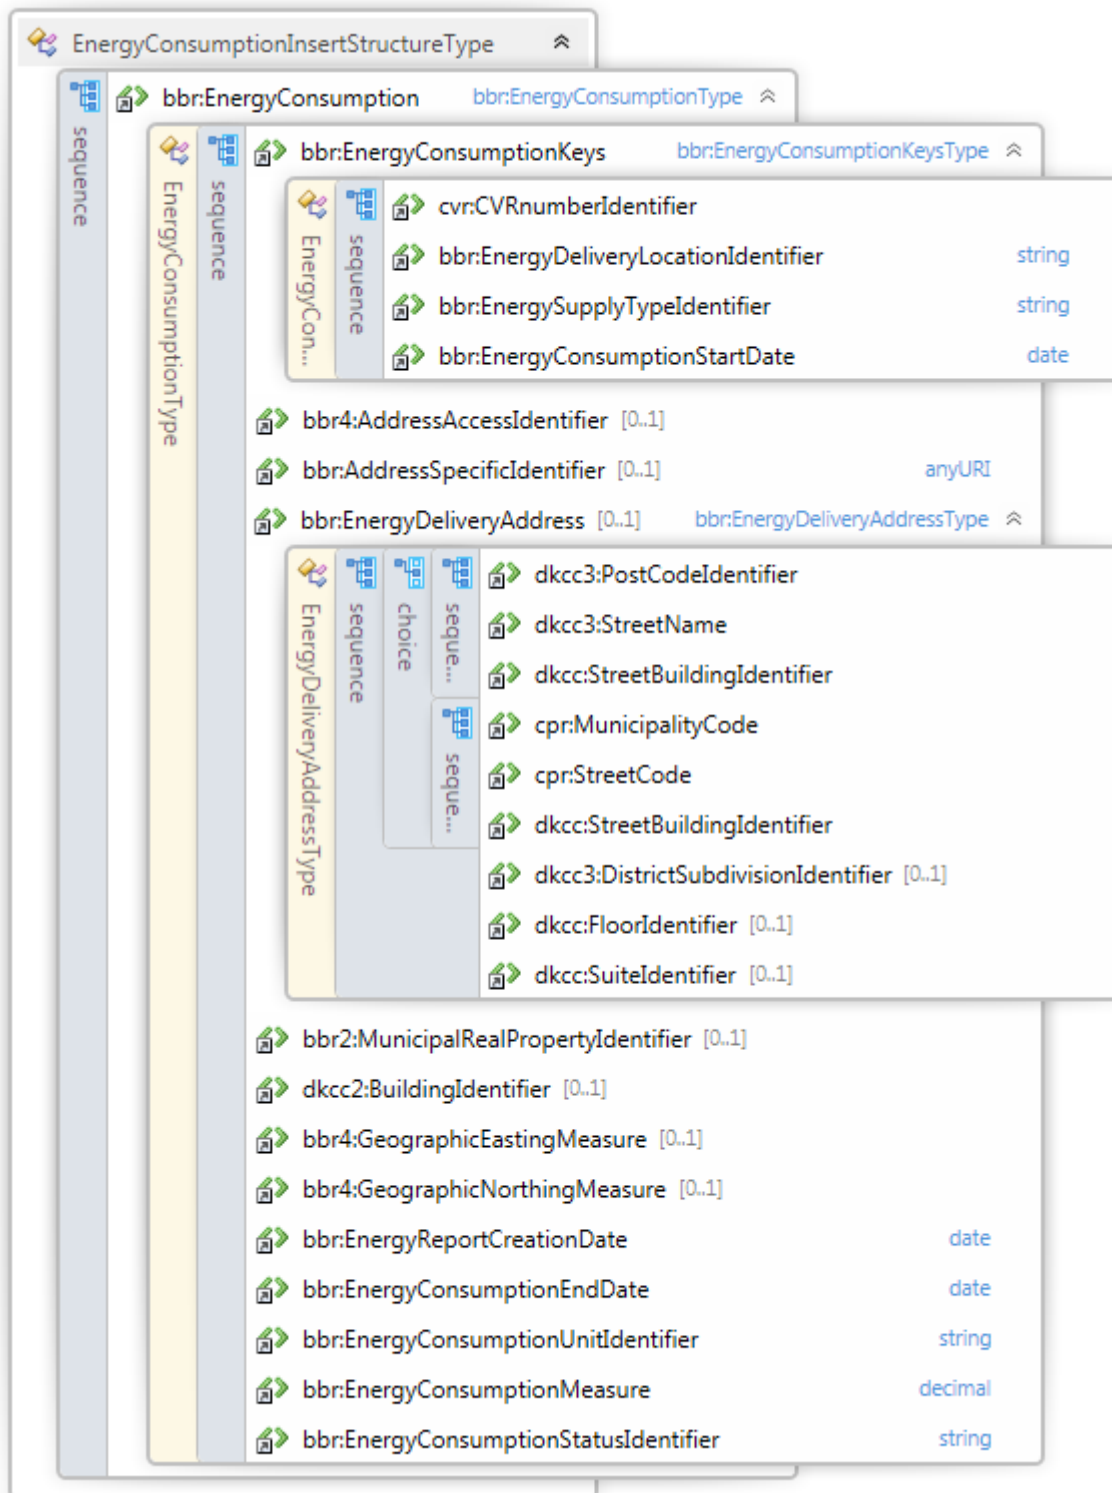 EnergyConsumptionInsertStructureType
sequence
bbr:EnergyConsumption bbr:EnergyConsumptionType
EnergyConsumptionType
sequence
bbr:EnergyConsumptionKeys bbr:EnergyConsumptionKeysType
EnergyCon...
sequence
cvr:CVRnumberIdentifier
bbr:EnergyDeliveryLocationIdentifier string
bbr:EnergySupplyTypeIdentifier string
bbr:EnergyConsumptionStartDate date
bbr4:AddressAccessIdentifier [0..1]
bbr:AddressSpecificIdentifier [0..1] anyURI
bbr:EnergyDeliveryAddress [0..1] bbr:EnergyDeliveryAddressType
EnergyDeliveryAddressType
sequence
choice
seque...
dkcc3:PostCodeIdentifier
dkcc3:StreetName
dkcc:StreetBuildingIdentifier
seque...
cpr:MunicipalityCode
cpr:StreetCode
dkcc:StreetBuildingIdentifier
dkcc3:DistrictSubdivisionIdentifier [0..1]
dkcc:FloorIdentifier [0..1]
dkcc:SuiteIdentifier [0..1]
bbr2:MunicipalRealPropertyIdentifier [0..1]
dkcc2:BuildingIdentifier [0..1]
bbr4:GeographicEastingMeasure [0..1]
bbr4:GeographicNorthingMeasure [0..1]
bbr:EnergyReportCreationDate date
bbr:EnergyConsumptionEndDate date
bbr:EnergyConsumptionUnitIdentifier string
bbr:EnergyConsumptionMeasure decimal
bbr:EnergyConsumptionStatusIdentifier string